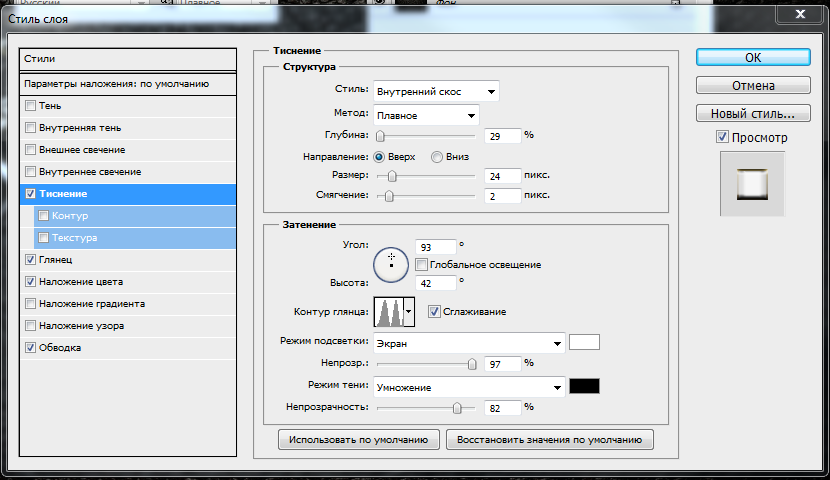 Русский
Плавное
Фон
Стиль слоя
Стили
Параметры наложения: по умолчанию
Тень
Внутренняя тень
Внешнее свечение
Внутреннее свечение
Тиснение
Контур
Текстура
Глянец
Наложение цвета
Наложение градиента
Наложение узора
Обводка
Тиснение
Структура
Стиль: Внутренний скос
Метод: Плавное
Глубина: 29 %
Направление: Вверх Вниз
Размер: 24 пикс.
Смягчение: 2 пикс.
Затенение
Угол: 93 °
Глобальное освещение
Высота: 42 °
Контур глянца: Сглаживание
Режим подсветки: Экран
Непрозр.: 97 %
Режим тени: Умножение
Непрозрачность: 82 %
Использовать по умолчанию Восстановить значения по умолчанию
OK
Отмена
Новый стиль...
Просмотр